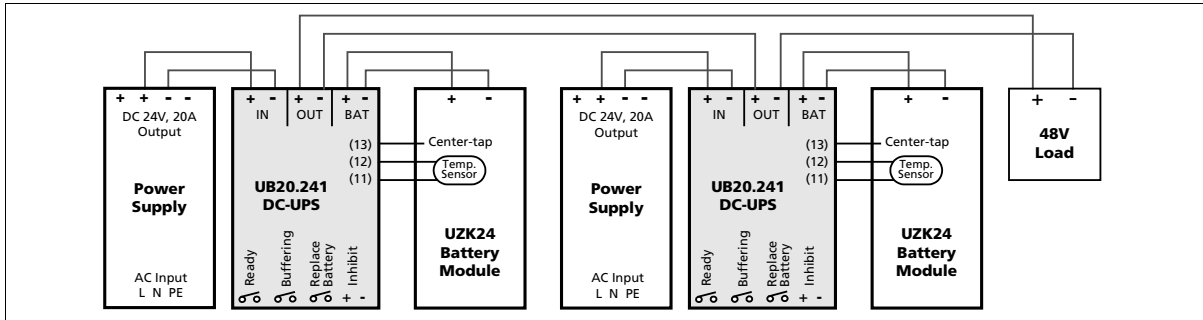 + + - -
DC 24V, 20A
Output
Power
Supply
AC Input
L N PE
+ - + - + -
IN OUT BAT
(13)
(12)
(11)
UB20.241
DC-UPS
Ready
Buffering
Replace
Battery
Inhibit
+ -
+ -
Center-tap
Temp.
Sensor
UZK24
Battery
Module
+ + - -
DC 24V, 20A
Output
Power
Supply
AC Input
L N PE
+ - + - + -
IN OUT BAT
(13)
(12)
(11)
UB20.241
DC-UPS
Ready
Buffering
Replace
Battery
Inhibit
+ -
+ -
Center-tap
Temp.
Sensor
UZK24
Battery
Module
+ -
48V
Load